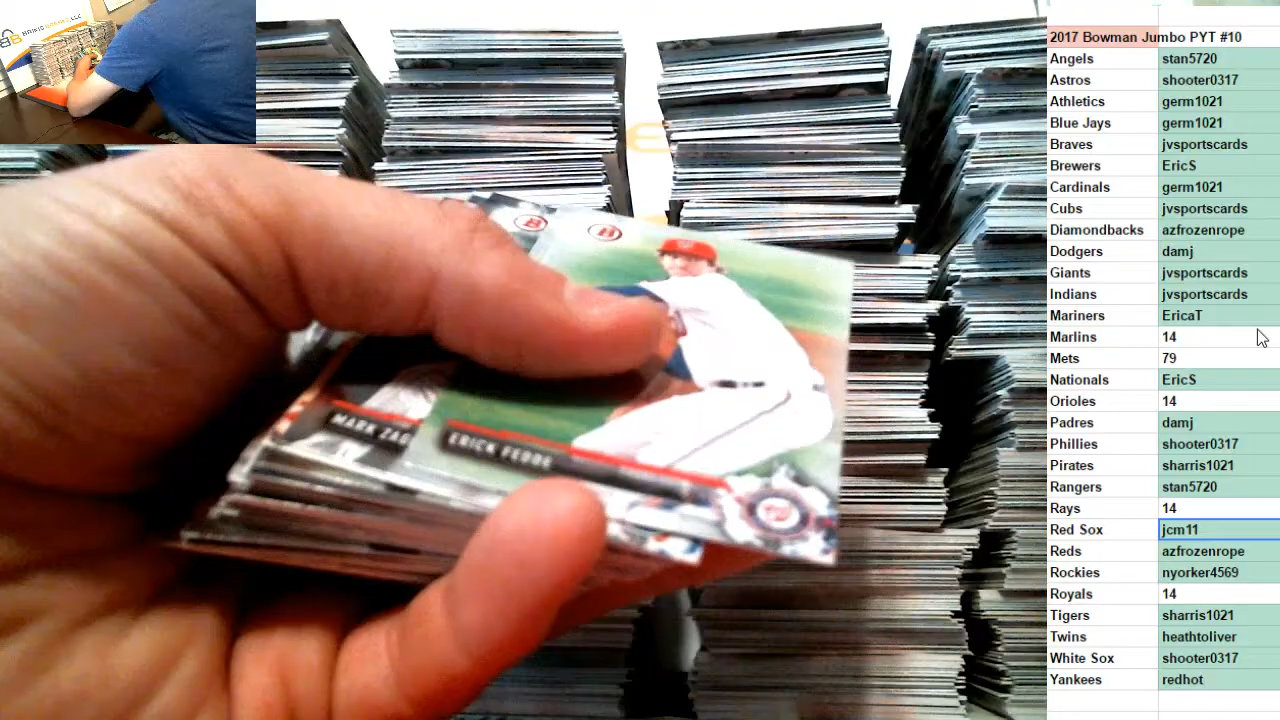 2017 Bowman Jumbo PYT #10
Angels stan5720
Astros shooter0317
Athletics germ1021
Blue Jays germ1021
Braves jvsportscards
Brewers EricS
Cardinals germ1021
Cubs jvsportscards
Diamondbacks azfrozenrope
Dodgers damj
Giants jvsportscards
Indians jvsportscards
Mariners EricaT
Marlins 14
Mets 79
Nationals EricS
Orioles 14
Padres damj
Phillies shooter0317
Pirates sharris1021
Rangers stan5720
Rays 14
Red Sox jcm11
Reds azfrozenrope
Rockies nyorker4569
Royals 14
Tigers sharris1021
Twins heathtoliver
White Sox shooter0317
Yankees redhot
B
B
MARK ZAG
ERICK FEDDE